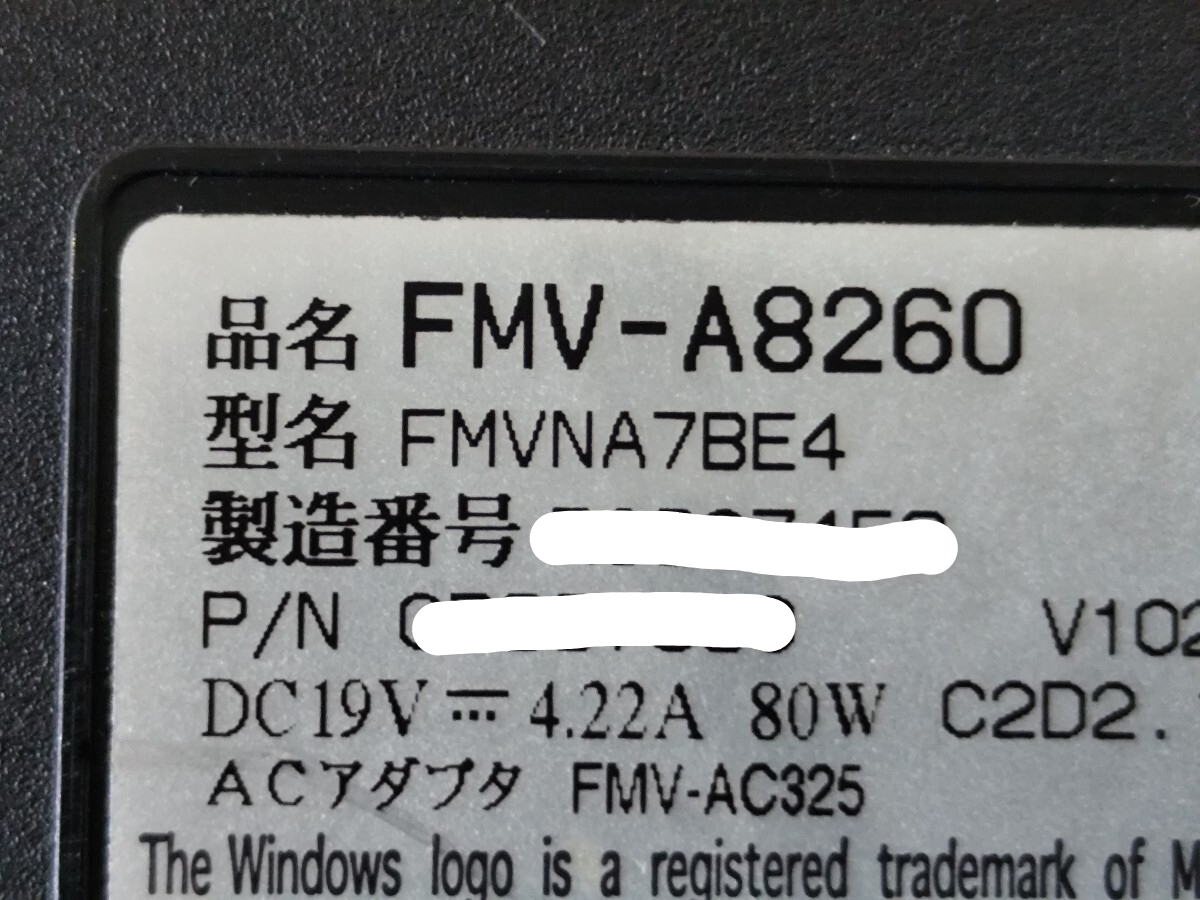 品名 FMV-A8260
型名 FMVNA7BE4
製造番号
P/N V102
DC19V⎓4.22A 80W C2D2.
ACアダプタ FMV-AC325
The Windows logo is a registered trademark of M